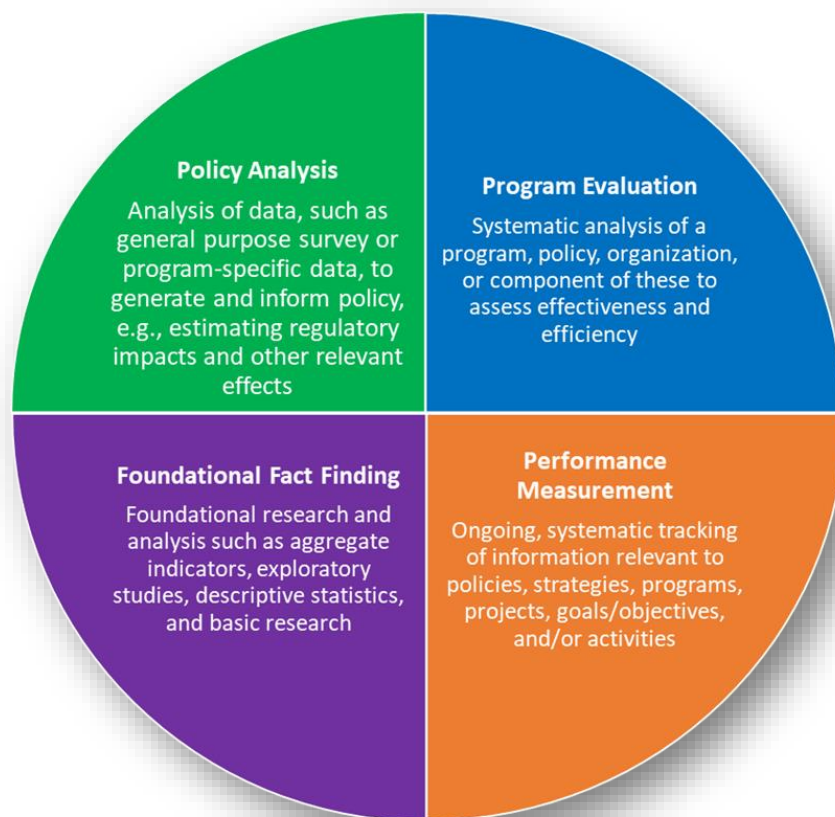 Policy Analysis
Analysis of data, such as
general purpose survey or
program-specific data, to
generate and inform policy,
e.g., estimating regulatory
impacts and other relevant
effects
Program Evaluation
Systematic analysis of a
program, policy, organization,
or component of these to
assess effectiveness and
efficiency
Foundational Fact Finding
Foundational research and
analysis such as aggregate
indicators, exploratory
studies, descriptive statistics,
and basic research
Performance
Measurement
Ongoing, systematic tracking
of information relevant to
policies, strategies, programs,
projects, goals/objectives,
and/or activities